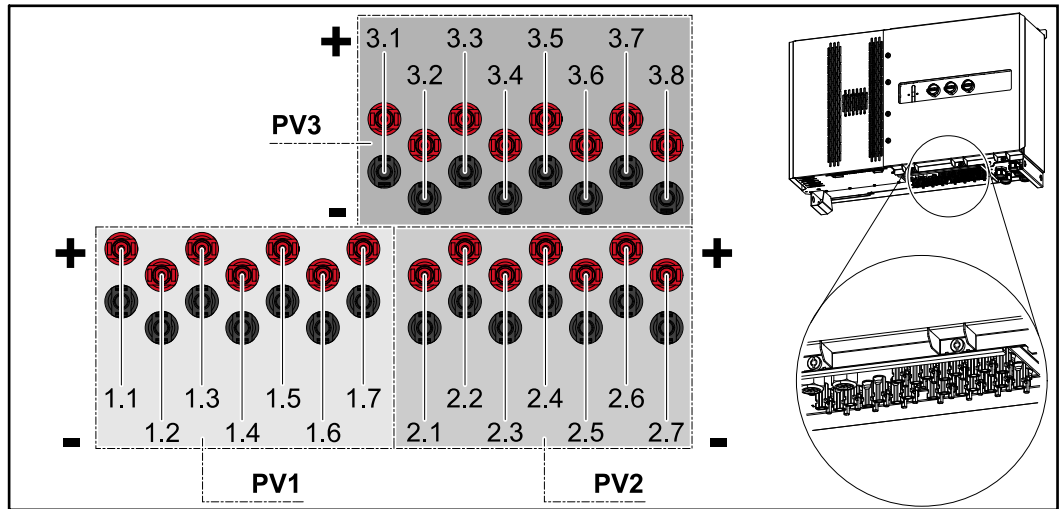 + 3.1 3.3 3.5 3.7
3.2 3.4 3.6 3.8
PV3
-
+ +
1.1 1.3 1.5 1.7 2.2 2.4 2.6
- 1.2 1.4 1.6 2.1 2.3 2.5 2.7 -
PV1 PV2